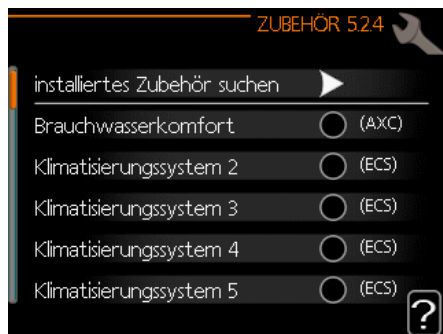 ZUBEHÖR 5.2.4
installiertes Zubehör suchen
Brauchwasserkomfort (AXC)
Klimatisierungssystem 2 (ECS)
Klimatisierungssystem 3 (ECS)
Klimatisierungssystem 4 (ECS)
Klimatisierungssystem 5 (ECS)
?